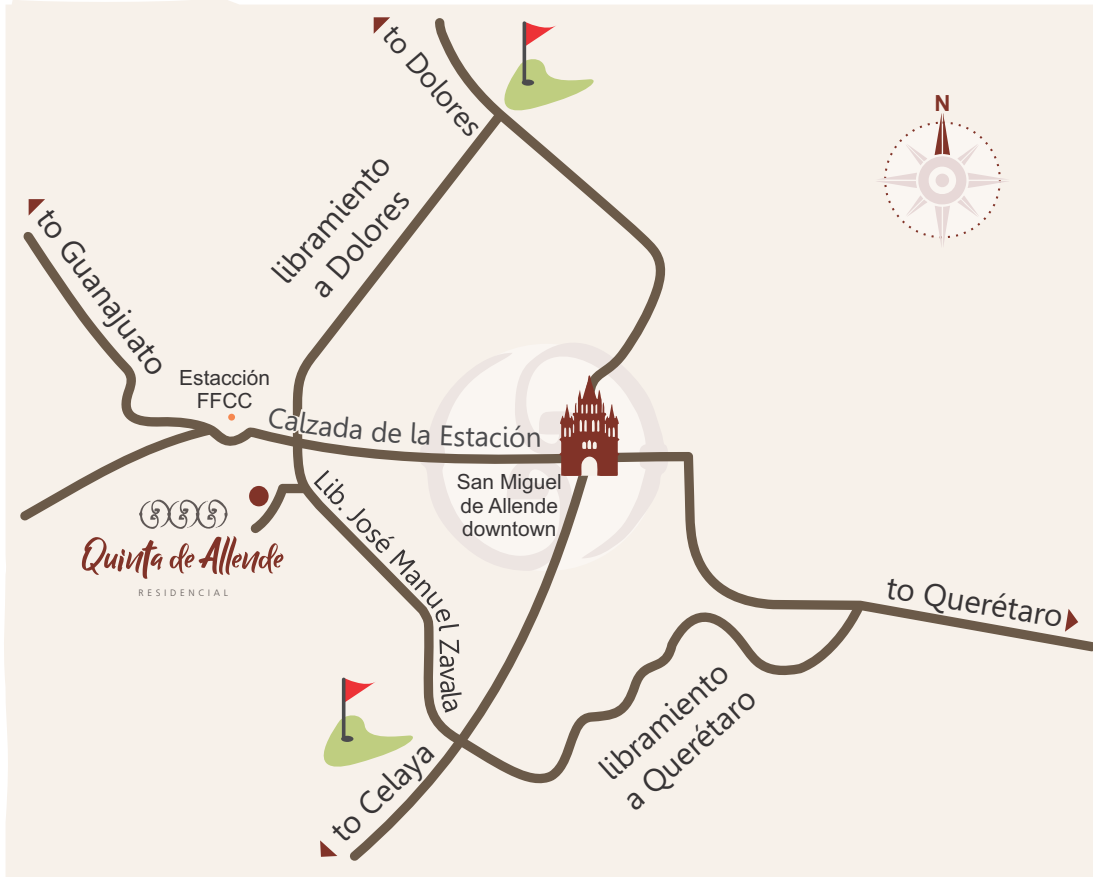 to Dolores
N
libramiento
a Dolores
to Guanajuato
Estacción
FFCC
Calzada de la Estación
San Miguel
de Allende
downtown
Lib. José Manuel Zavala
Quinta de Allende
RESIDENCIAL
to Querétaro
libramiento
a Querétaro
to Celaya